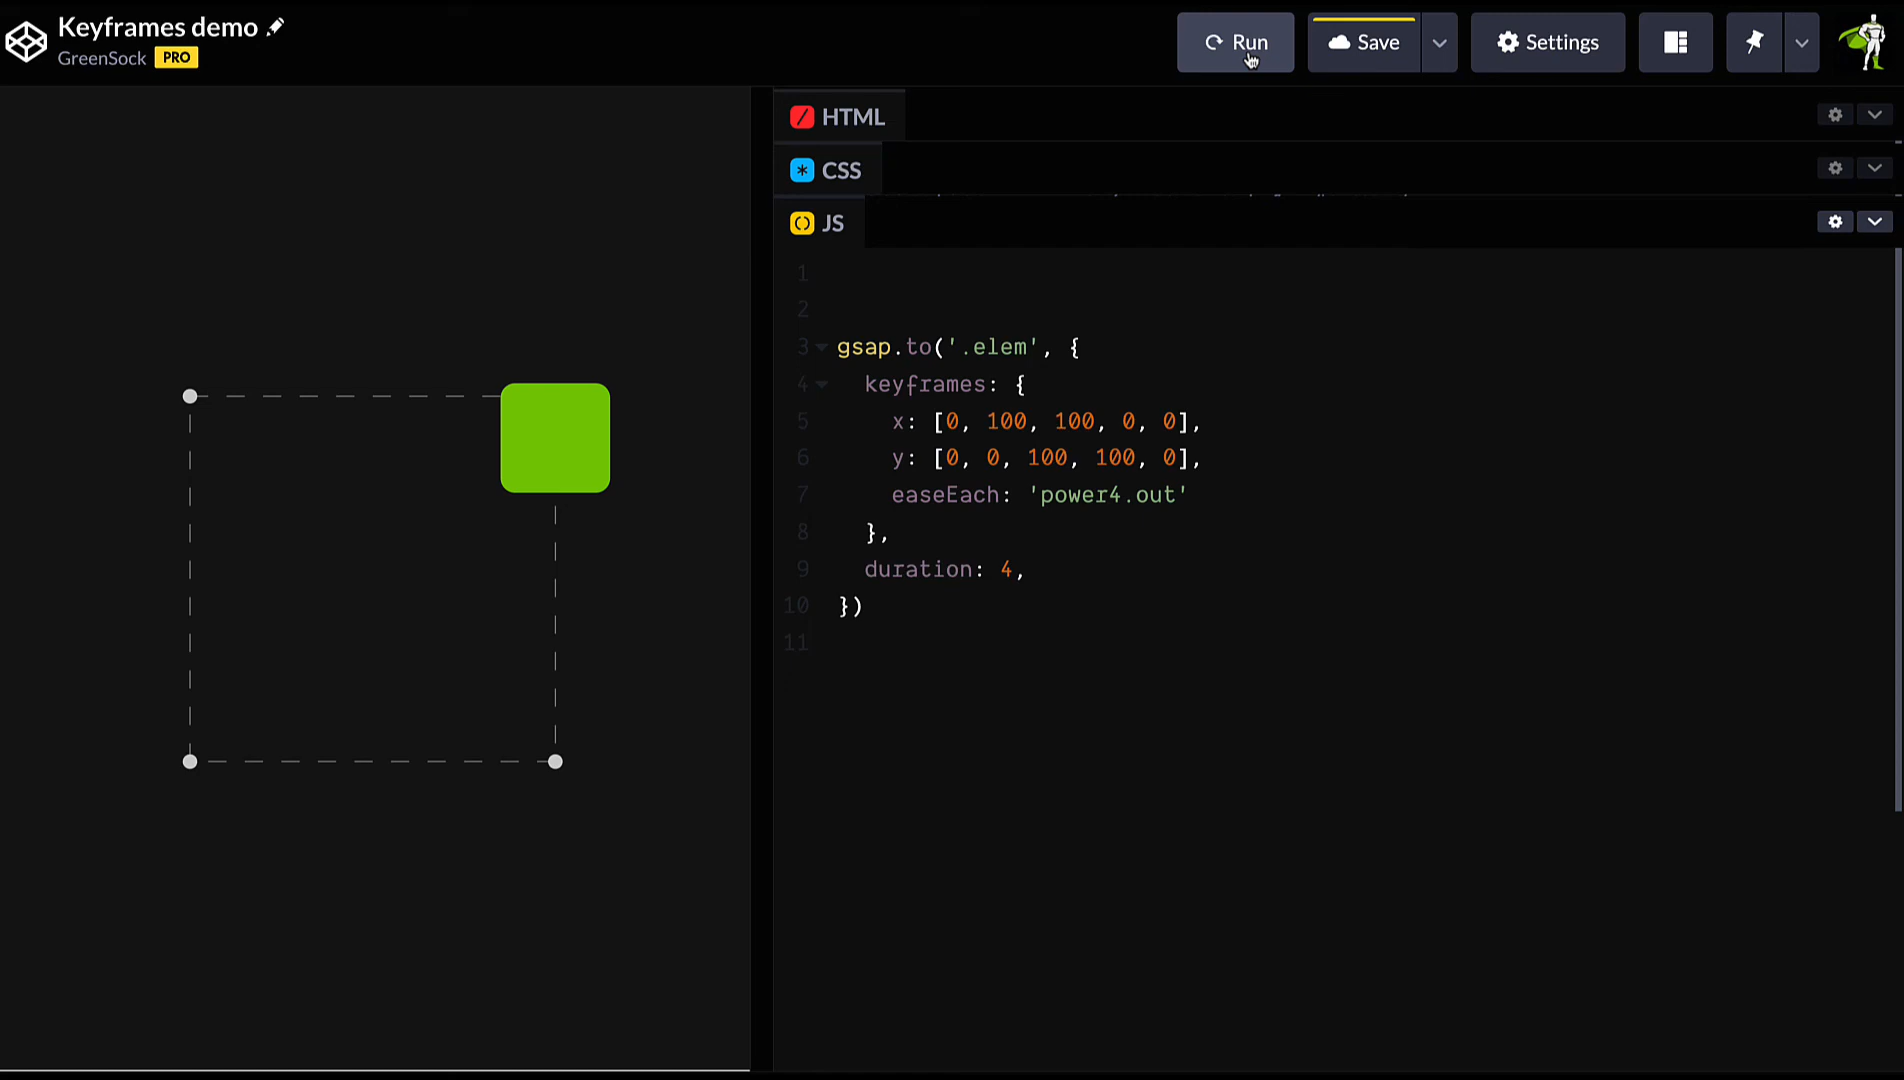 Keyframes demo
GreenSock PRO
Run
Save
Settings
HTML
CSS
JS
1
2
3 gsap.to('.elem', {
4 keyframes: {
5 x: [0, 100, 100, 0, 0],
6 y: [0, 0, 100, 100, 0],
7 easeEach: 'power4.out'
8 },
9 duration: 4,
10 })
11